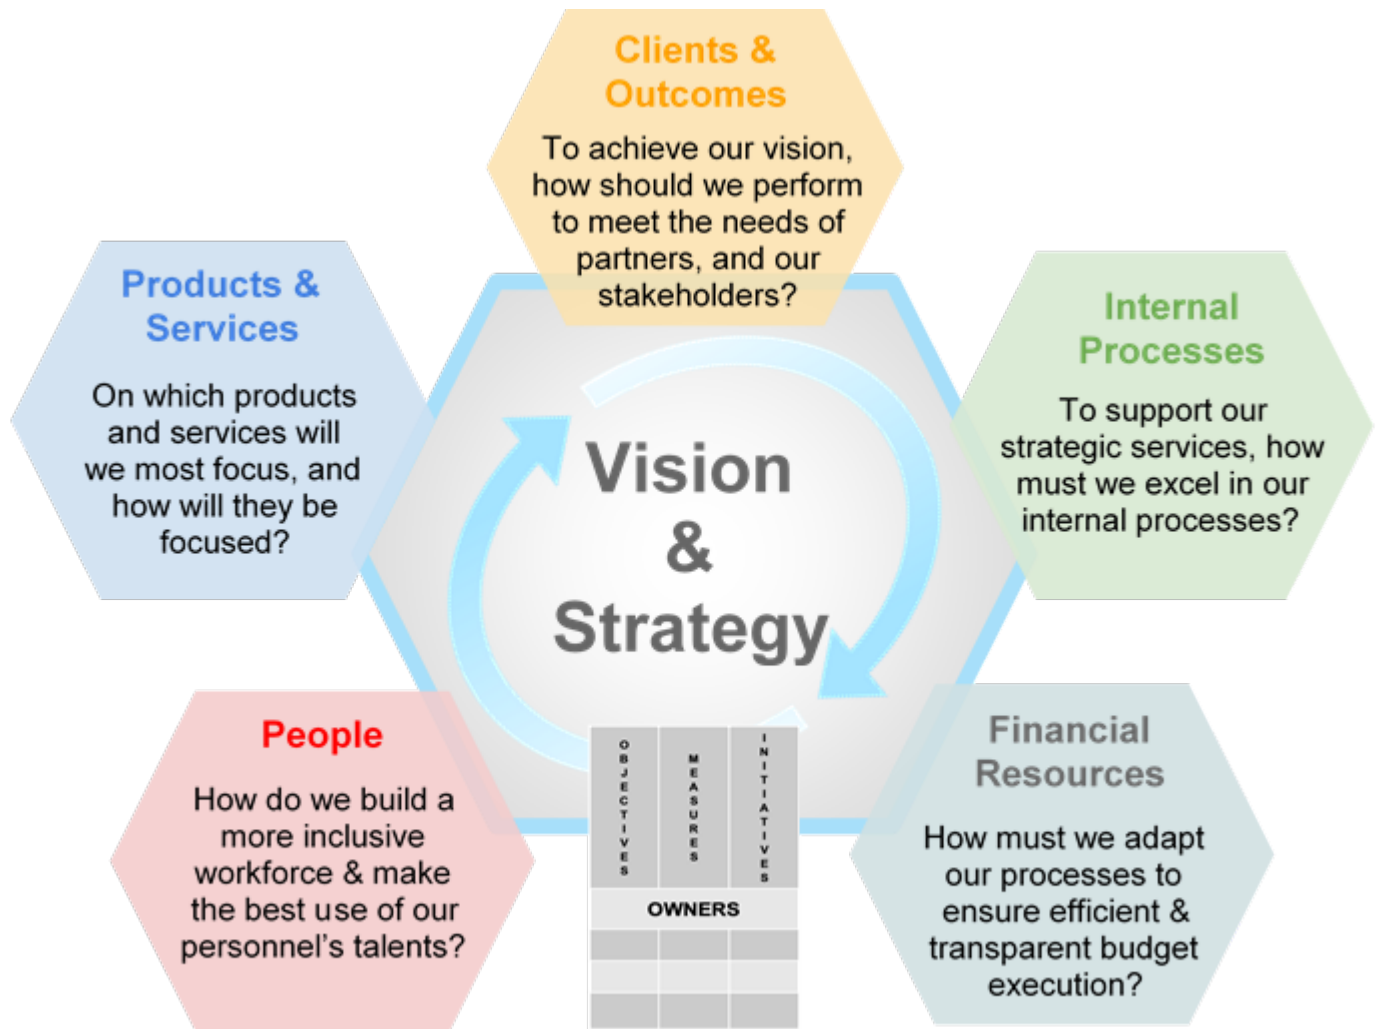 Clients &
Outcomes
To achieve our vision,
how should we perform
to meet the needs of
partners, and our
stakeholders?
Products &
Services
On which products
and services will
we most focus, and
how will they be
focused?
Internal
Processes
To support our
strategic services, how
must we excel in our
internal processes?
Vision
&
Strategy
People
How do we build a
more inclusive
workforce & make
the best use of our
personnel's talents?
OBJECTIVES
MEASURES
INITIATIVES
OWNERS
Financial
Resources
How must we adapt
our processes to
ensure efficient &
transparent budget
execution?